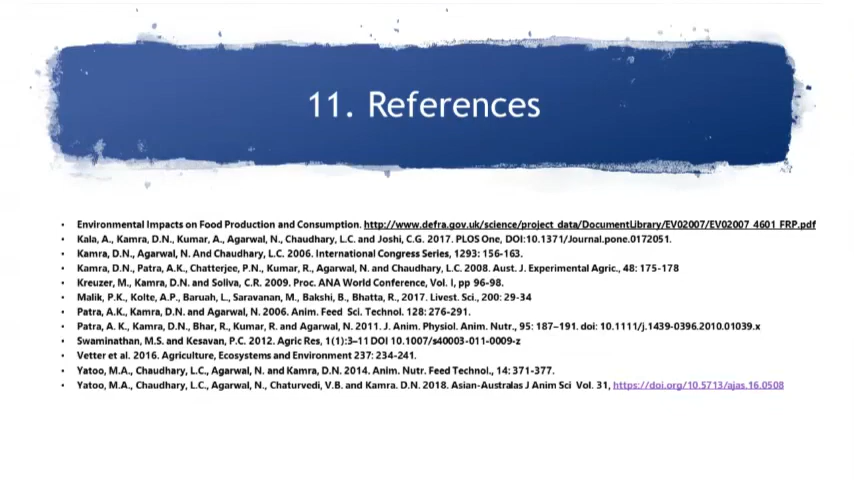 11. References
• Environmental Impacts on Food Production and Consumption. http://www.defra.gov.uk/science/project_data/DocumentLibrary/EV02007/EV02007_4601_FRP.pdf
• Kala, A., Kamra, D.N., Kumar, A., Agarwal, N., Chaudhary, L.C. and Joshi, C.G. 2017. PLOS One, DOI:10.1371/Journal.pone.0172051.
• Kamra, D.N., Agarwal, N. And Chaudhary, L.C. 2006. International Congress Series, 1293: 156-163.
• Kamra, D.N., Patra, A.K., Chatterjee, P.N., Kumar, R., Agarwal, N. and Chaudhary, L.C. 2008. Aust. J. Experimental Agric., 48: 175-178
• Kreuzer, M., Kamra, D.N. and Soliva, C.R. 2009. Proc. ANA World Conference, Vol. I, pp 96-98.
• Malik, P.K., Kolte, A.P., Baruah, L., Saravanan, M., Bakshi, B., Bhatta, R., 2017. Livest. Sci., 200: 29-34
• Patra, A.K., Kamra, D.N. and Agarwal, N. 2006. Anim. Feed Sci. Technol. 128: 276-291.
• Patra, A. K., Kamra, D.N., Bhar, R., Kumar, R. and Agarwal, N. 2011. J. Anim. Physiol. Anim. Nutr., 95: 187–191. doi: 10.1111/j.1439-0396.2010.01039.x
• Swaminathan, M.S. and Kesavan, P.C. 2012. Agric Res, 1(1):3–11 DOI 10.1007/s40003-011-0009-z
• Vetter et al. 2016. Agriculture, Ecosystems and Environment 237: 234-241.
• Yatoo, M.A., Chaudhary, L.C., Agarwal, N. and Kamra, D.N. 2014. Anim. Nutr. Feed Technol., 14: 371-377.
• Yatoo, M.A., Chaudhary, L.C., Agarwal, N., Chaturvedi, V.B. and Kamra. D.N. 2018. Asian-Australas J Anim Sci Vol. 31, https://doi.org/10.5713/ajas.16.0508